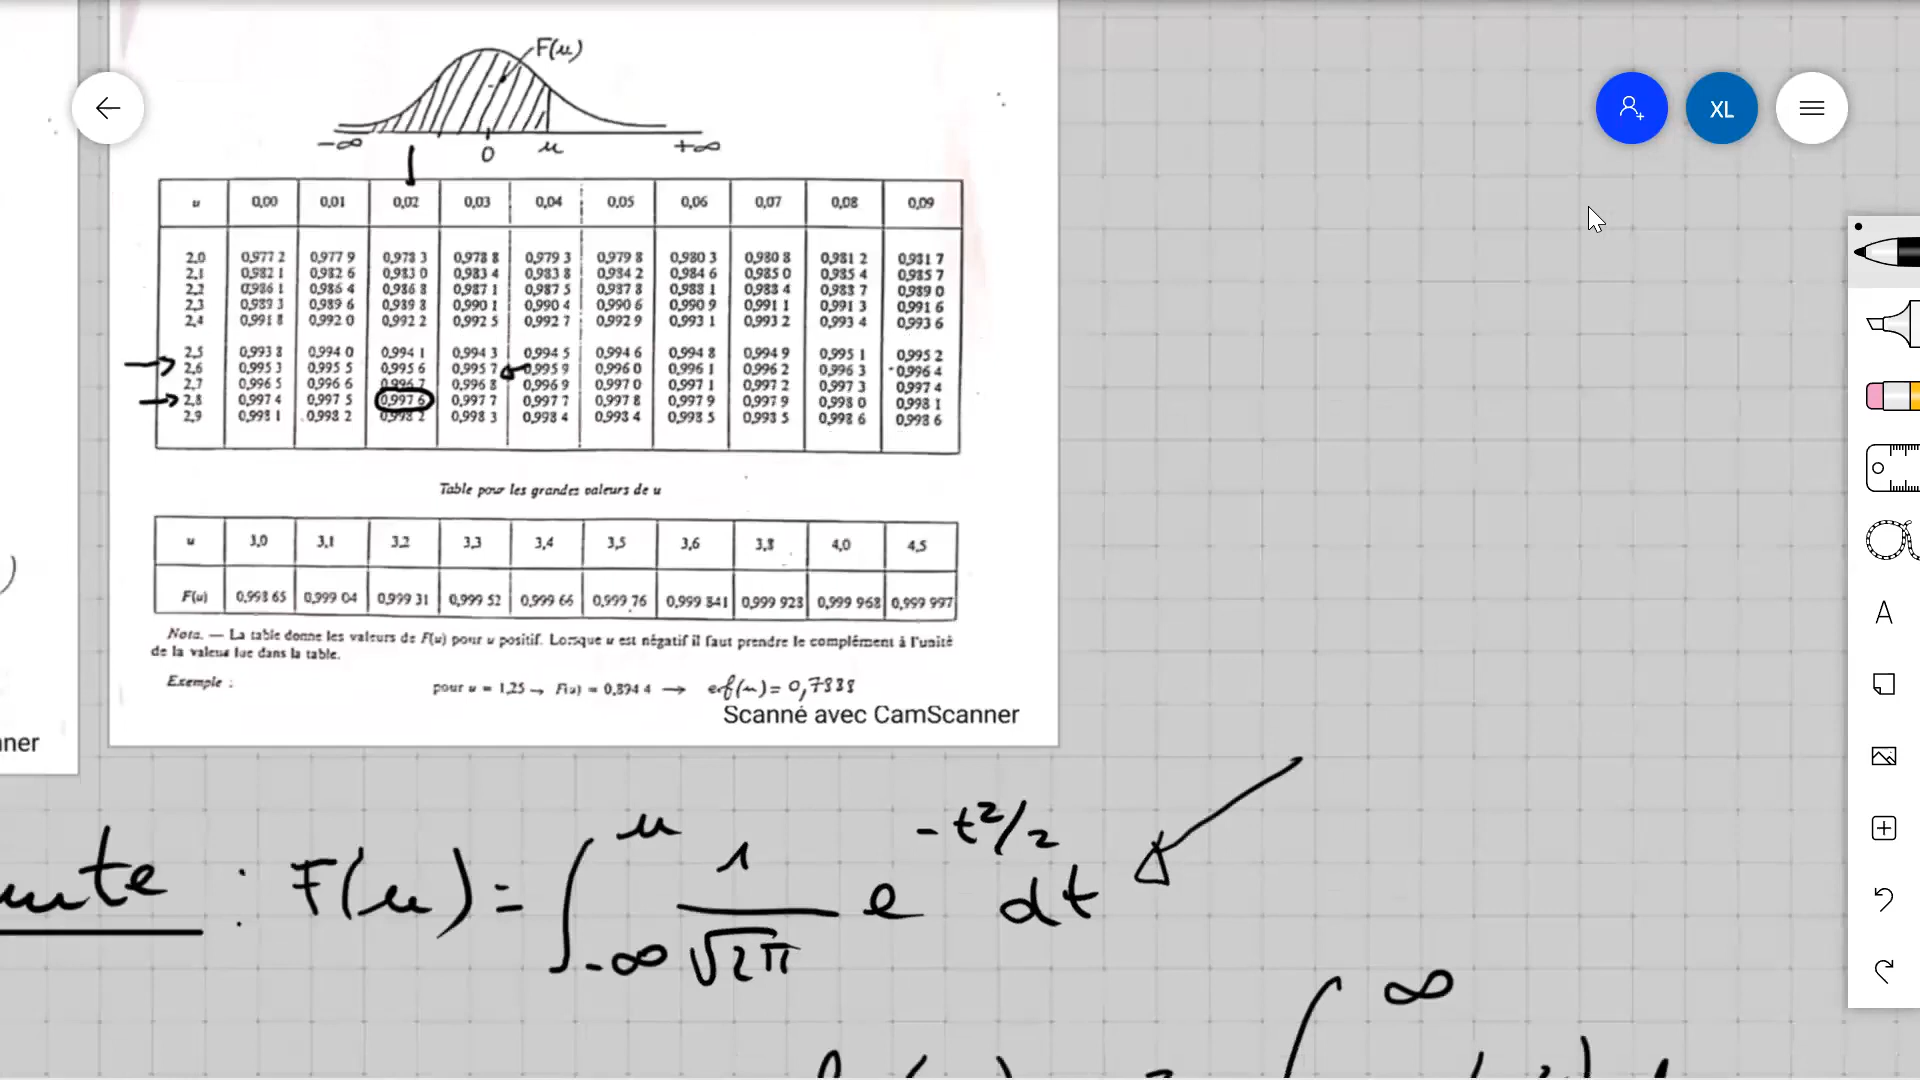 F(u)
-∞ 0 u +∞
XL
u 0,00 0,01 0,02 0,03 0,04 0,05 0,06 0,07 0,08 0,09
2,0 0,977 2 0,977 9 0,978 3 0,978 8 0,979 3 0,979 8 0,980 3 0,980 8 0,981 2 0,981 7
2,1 0,982 1 0,982 6 0,983 0 0,983 4 0,983 8 0,984 2 0,984 6 0,985 0 0,985 4 0,985 7
2,2 0,986 1 0,986 4 0,986 8 0,987 1 0,987 5 0,987 8 0,988 1 0,988 4 0,988 7 0,989 0
2,3 0,989 3 0,989 6 0,989 8 0,990 1 0,990 4 0,990 6 0,990 9 0,991 1 0,991 3 0,991 6
2,4 0,991 8 0,992 0 0,992 2 0,992 5 0,992 7 0,992 9 0,993 1 0,993 2 0,993 4 0,993 6
2,5 0,993 8 0,994 0 0,994 1 0,994 3 0,994 5 0,994 6 0,994 8 0,994 9 0,995 1 0,995 2
2,6 0,995 3 0,995 5 0,995 6 0,995 7 0,995 9 0,996 0 0,996 1 0,996 2 0,996 3 0,996 4
2,7 0,996 5 0,996 6 0,996 7 0,996 8 0,996 9 0,997 0 0,997 1 0,997 2 0,997 3 0,997 4
2,8 0,997 4 0,997 5 0,997 6 0,997 7 0,997 7 0,997 8 0,997 9 0,997 9 0,998 0 0,998 1
2,9 0,998 1 0,998 2 0,998 2 0,998 3 0,998 4 0,998 4 0,998 5 0,998 5 0,998 6 0,998 6
Table pour les grandes valeurs de u
u 3,0 3,1 3,2 3,3 3,4 3,5 3,6 3,8 4,0 4,5
F(u) 0,998 65 0,999 04 0,999 31 0,999 52 0,999 66 0,999 76 0,999 841 0,999 928 0,999 968 0,999 997
Nota. — La table donne les valeurs de F(u) pour u positif. Lorsque u est négatif il faut prendre le complément à l'unité
de la valeur lue dans la table.
Exemple : pour u = 1,25 → F(u) = 0,894 4 → erf(u) = 0,7888
Scanné avec CamScanner
ner
: F(u) = ∫_{-∞}^{u} 1/√2π e^{-t²/2} dt
∞